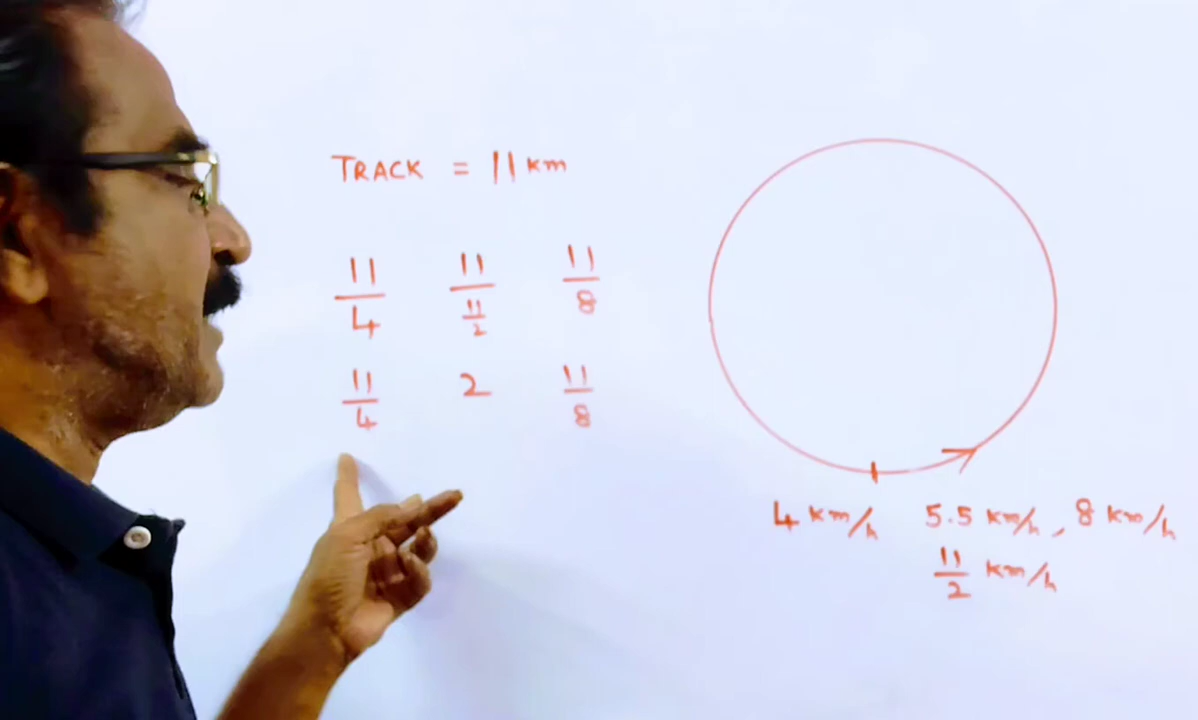 TRACK = 11 km
11/4 11/(11/2) 11/8
11/4 2 11/8
4 km/h 5.5 km/h, 8 km/h
11/2 km/h